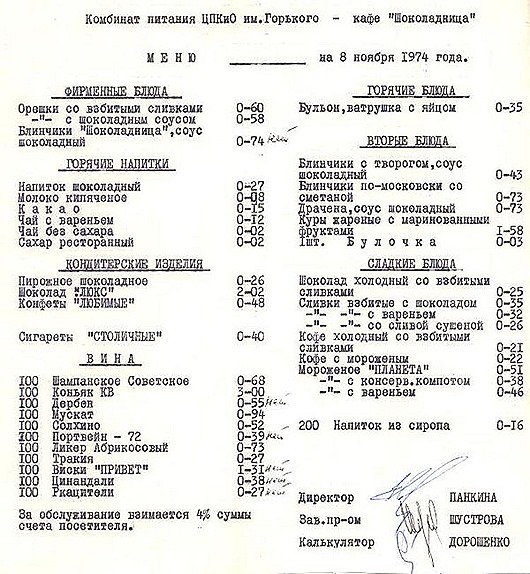 Комбинат питания ЦПКиО им.Горького - кафе "Шоколадница"
МЕНЮ на 8 ноября 1974 года.
ФИРМЕННЫЕ БЛЮДА
Орешки со взбитыми сливками 0-60
-"- с шоколадным соусом 0-58
Блинчики "Шоколадница", соус
шоколадный 0-74 нет
ГОРЯЧИЕ НАПИТКИ
Напиток шоколадный 0-27
Молоко кипяченое 0-08
Какао 0-15
Чай с вареньем 0-12
Чай без сахара 0-02
Сахар ресторанный 0-02
КОНДИТЕРСКИЕ ИЗДЕЛИЯ
Пирожное шоколадное 0-26
Шоколад "ЛЮКС" 2-02
Конфеты "ЛЮБИМЫЕ" 0-48
Сигареты "СТОЛИЧНЫЕ" 0-40
ВИНА
100 Шампанское Советское 0-68
100 Коньяк КВ 3-00
100 Дербен 0-55 нет
100 Мускат 0-94
100 Солхино 0-52
100 Портвейн - 72 0-39 нет
100 Ликер Абрикосовый 0-73
100 Тракия 0-27
100 Виски "ПРИВЕТ" 1-31 нет
100 Цинандали 0-38 нет
100 Ркацители 0-27 нет
За обслуживание взимается 4% суммы
счета посетителя.
ГОРЯЧИЕ БЛЮДА
Бульон,ватрушка с яйцом 0-35
ВТОРЫЕ БЛЮДА
Блинчики с творогом,соус
шоколадный 0-43
Блинчики по-московски со
сметаной 0-73
Драчена,соус шоколадный 0-73
Куры жареные с маринованными
фруктами 1-58
1шт. Булочка 0-03
СЛАДКИЕ БЛЮДА
Шоколад холодный со взбитыми
сливками 0-25
Сливки взбитые с шоколадом 0-35
-"- -"- с вареньем 0-32
-"- -"- со сливой сушеной 0-26
Кофе холодный со взбитыми
сливками 0-21
Кофе с мороженым 0-22
Мороженое "ПЛАНЕТА" 0-51
-"- с консерв.компотом 0-38
-"- с вареньем 0-46
200 Напиток из сиропа 0-16
Директор ПАНКИНА
Зав.пр-ом ШУСТРОВА
Калькулятор ДОРОШЕНКО